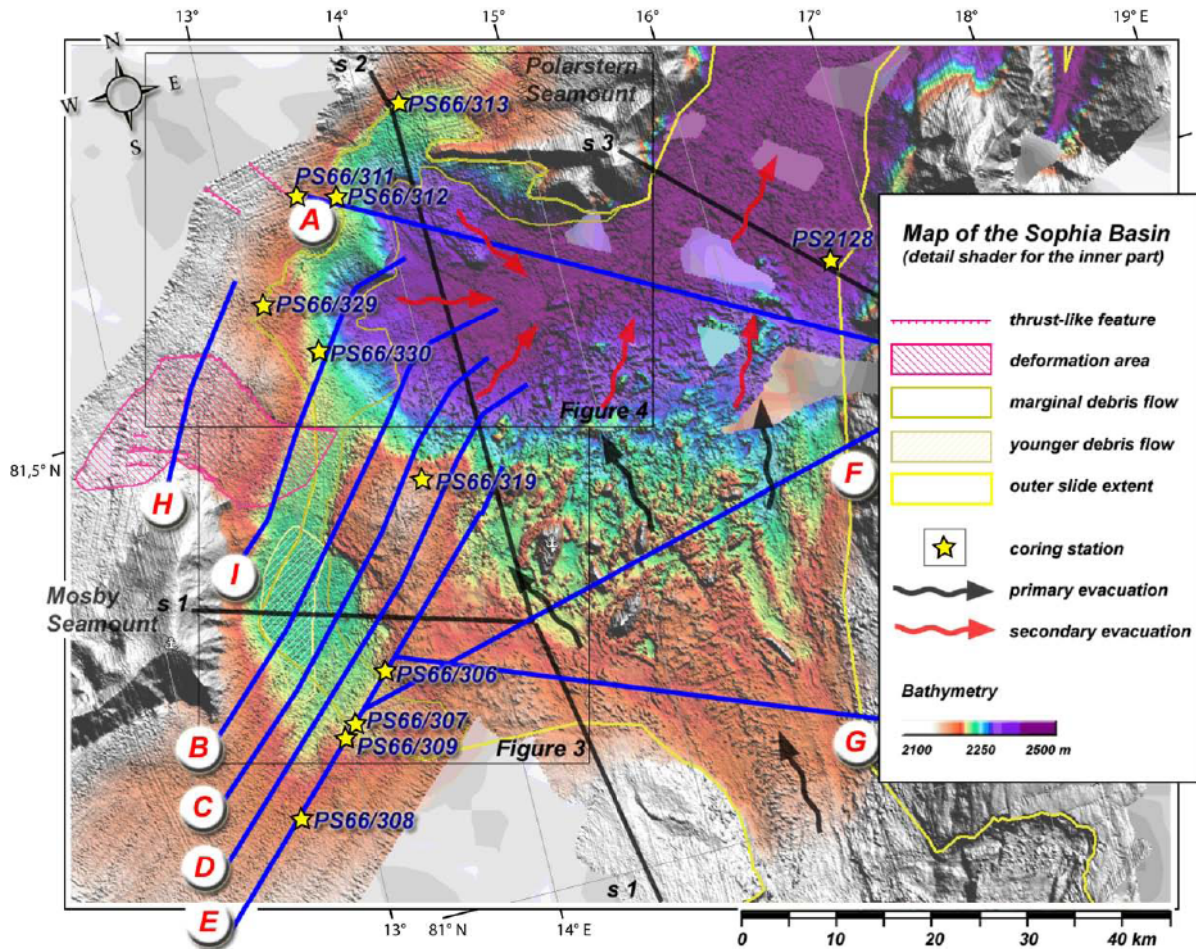 13°
14°
15°
16°
17°
18°
19° E
N
W
E
S
s 2
Polarstern
Seamount
PS66/313
s 3
PS66/311
PS66/312
A
PS2128
Map of the Sophia Basin
(detail shader for the inner part)
PS66/329
thrust-like feature
PS66/330
deformation area
marginal debris flow
Figure 4
younger debris flow
81,5° N
PS66/319
F
outer slide extent
H
coring station
I
primary evacuation
Mosby
Seamount
s 1
secondary evacuation
PS66/306
Bathymetry
PS66/307
2100 2250 2500 m
B
PS66/309
Figure 3
G
C
PS66/308
D
s 1
E
13°
81° N
14° E
0 10 20 30 40 km